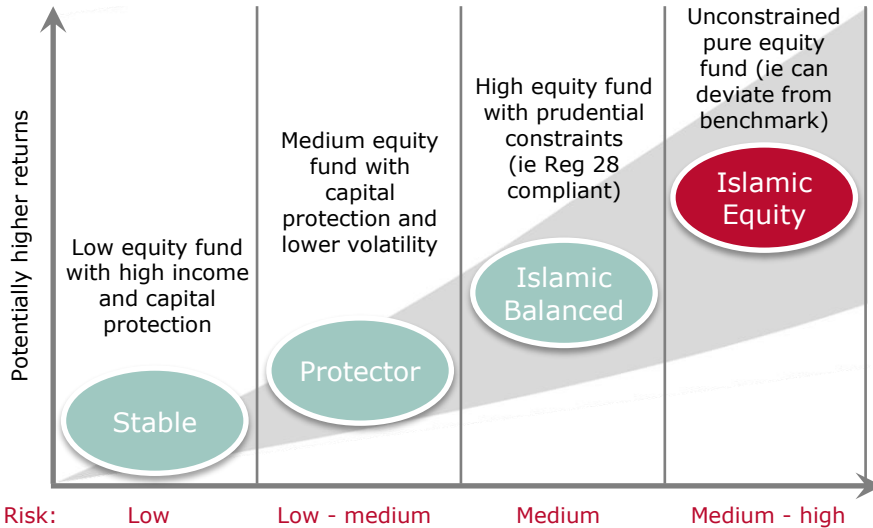 Potentially higher returns
Low equity fund
with high income
and capital
protection
Stable
Medium equity
fund with
capital
protection and
lower volatility
Protector
High equity fund
with prudential
constraints
(ie Reg 28
compliant)
Islamic
Balanced
Unconstrained
pure equity
fund (ie can
deviate from
benchmark)
Islamic
Equity
Risk: Low Low - medium Medium Medium - high